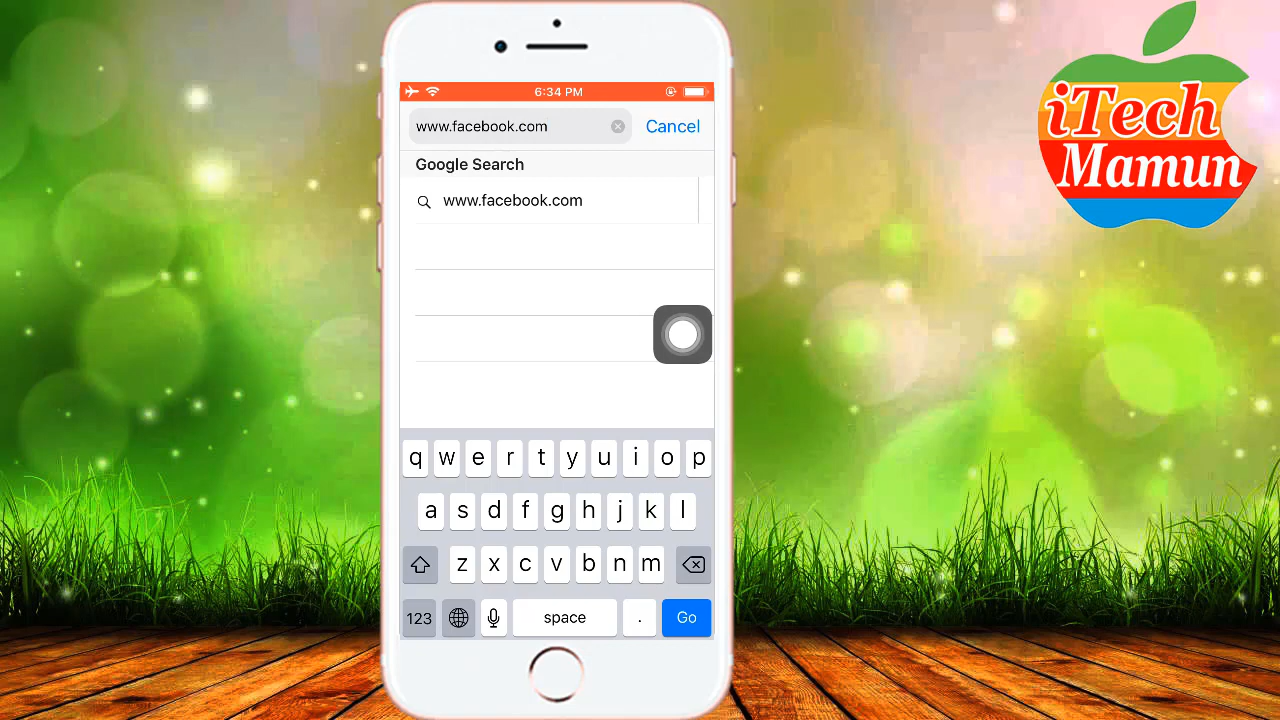 6:34 PM
www.facebook.com
Cancel
Google Search
www.facebook.com
q w e r t y u i o p
a s d f g h j k l
z x c v b n m
123 space . Go
iTech
Mamun